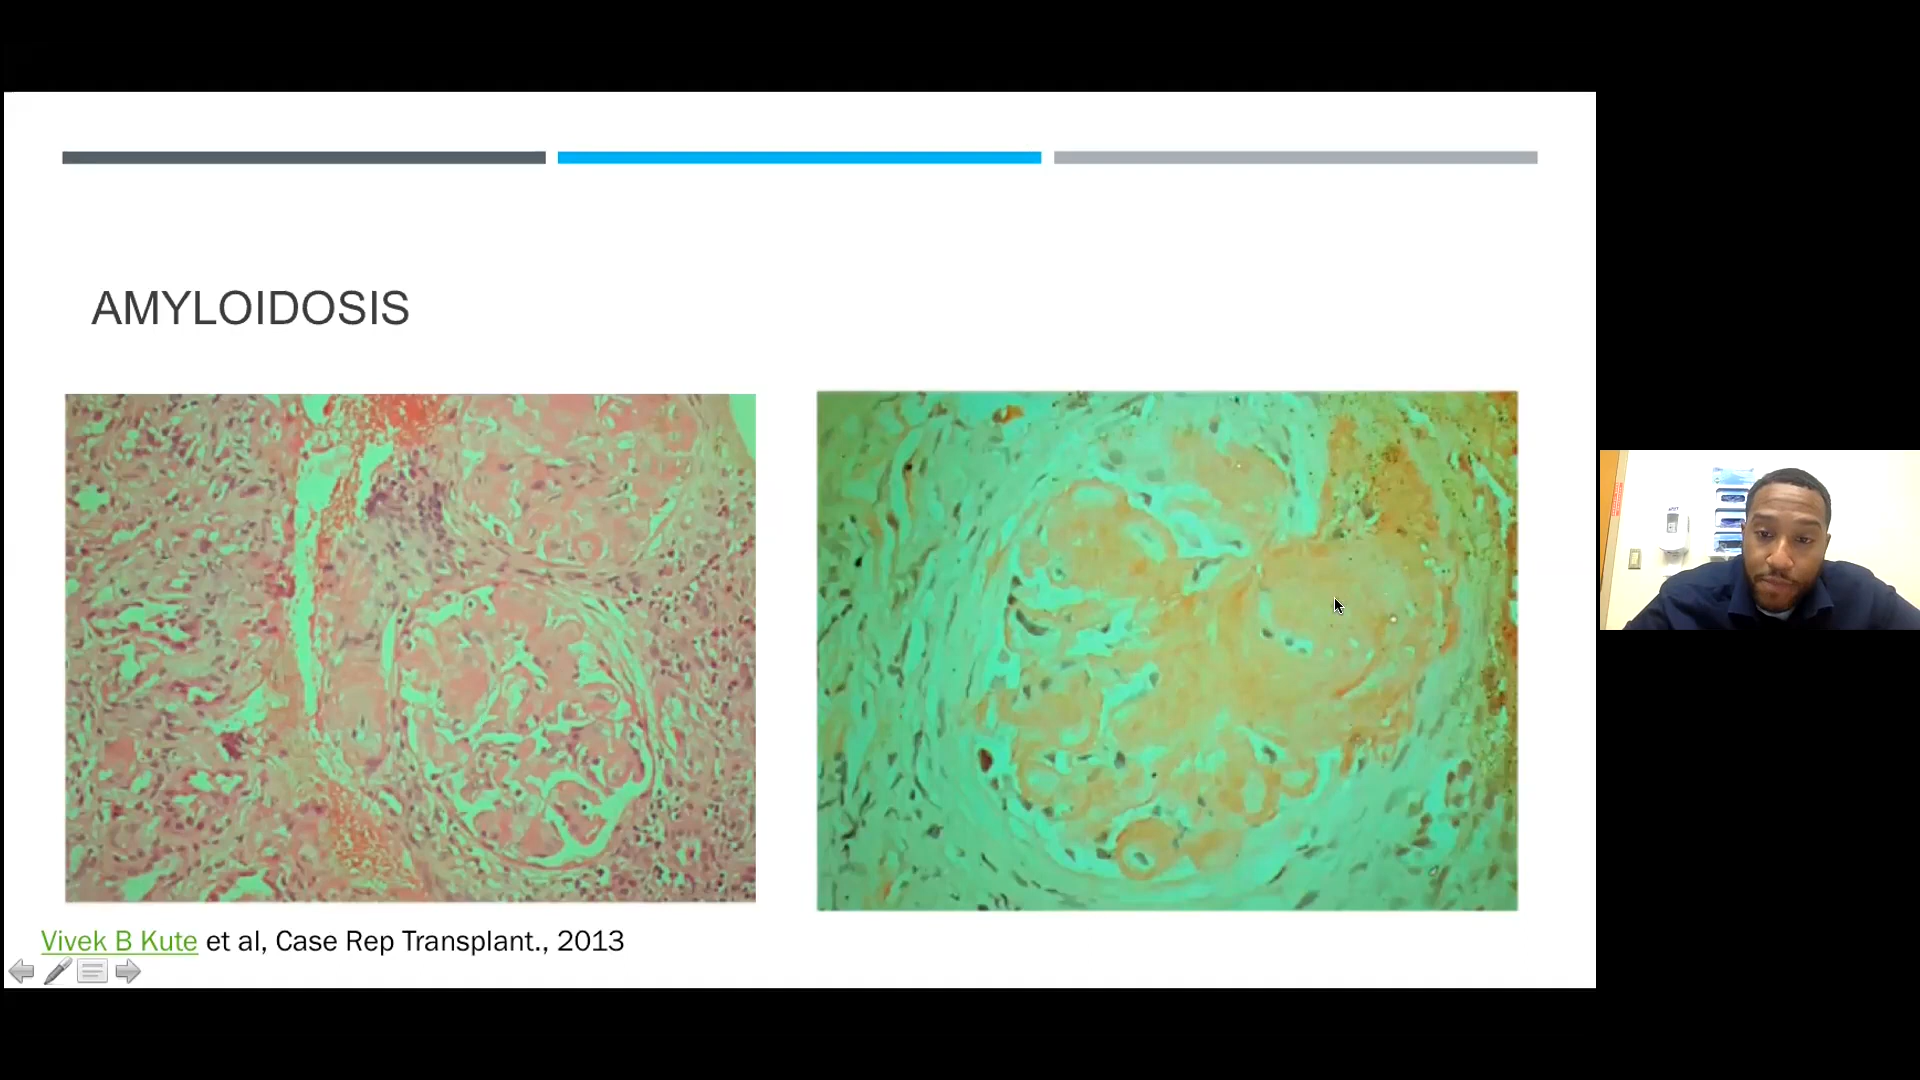 AMYLOIDOSIS
Vivek B Kute et al, Case Rep Transplant., 2013